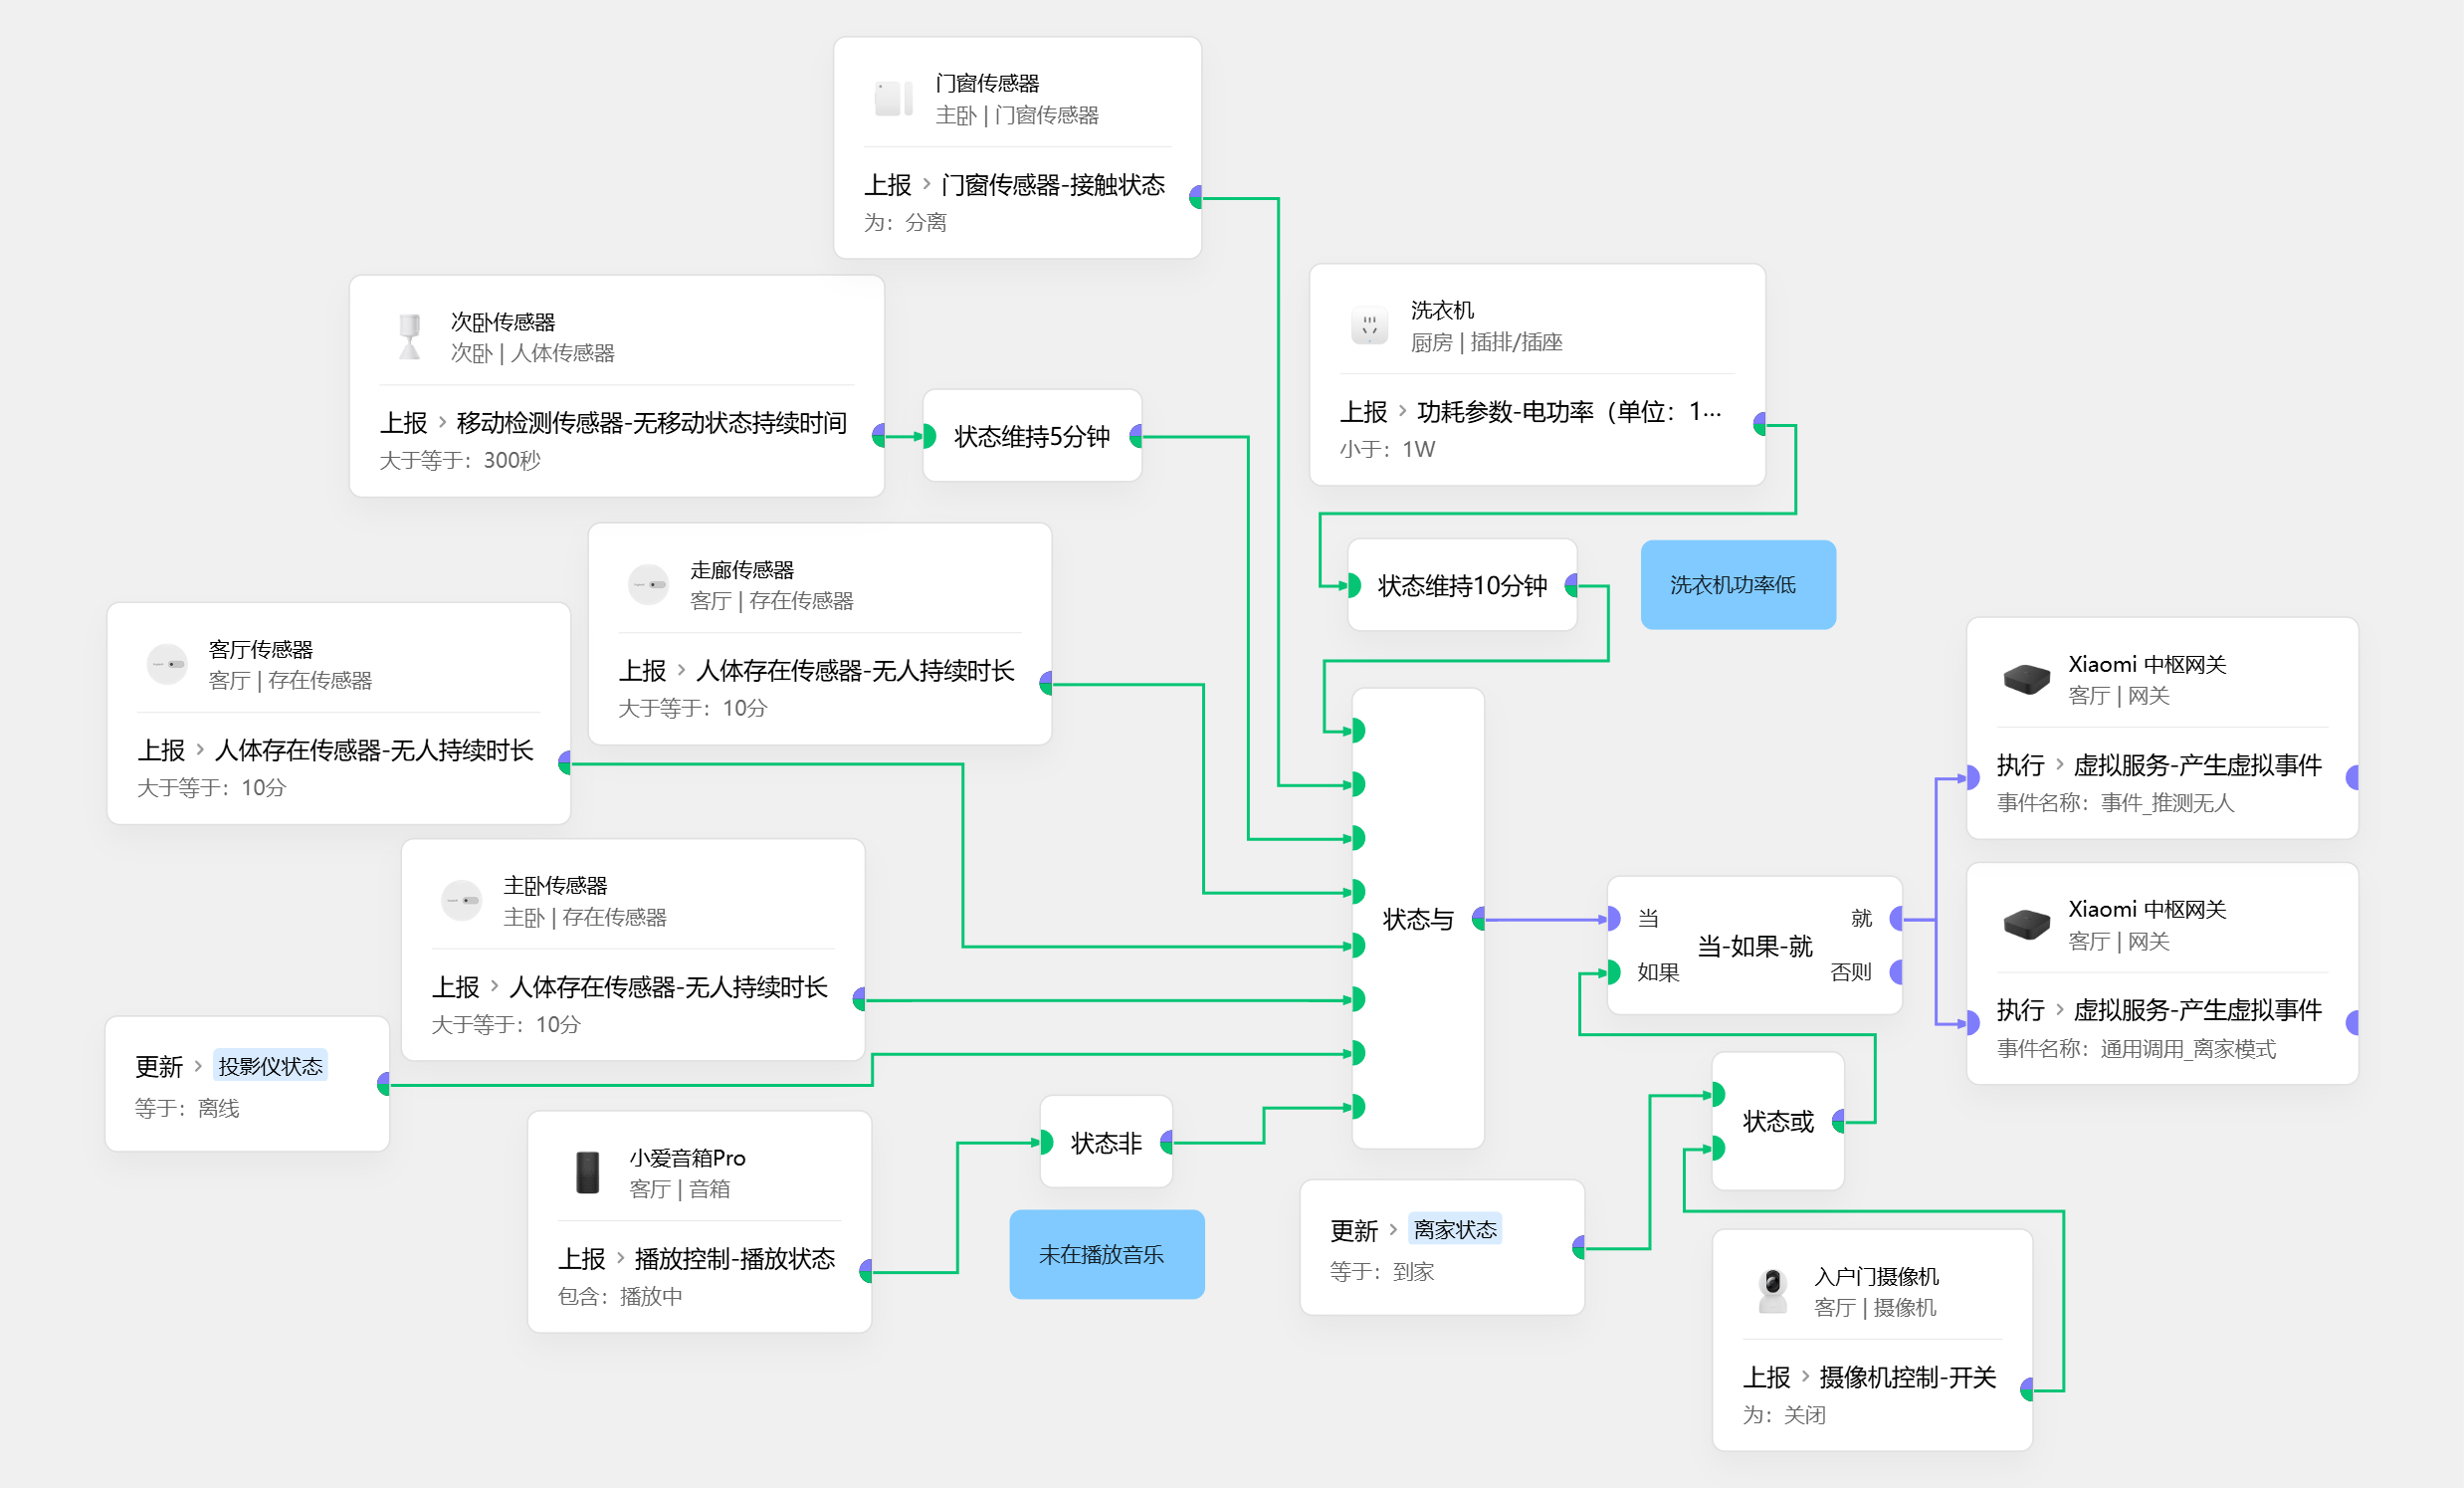 门窗传感器
主卧 | 门窗传感器
上报 › 门窗传感器-接触状态
为：分离
次卧传感器
次卧 | 人体传感器
上报 › 移动检测传感器-无移动状态持续时间
大于等于：300秒
状态维持5分钟
洗衣机
厨房 | 插排/插座
上报 › 功耗参数-电功率（单位：1...
小于：1W
状态维持10分钟
洗衣机功率低
走廊传感器
客厅 | 存在传感器
上报 › 人体存在传感器-无人持续时长
大于等于：10分
客厅传感器
客厅 | 存在传感器
上报 › 人体存在传感器-无人持续时长
大于等于：10分
主卧传感器
主卧 | 存在传感器
上报 › 人体存在传感器-无人持续时长
大于等于：10分
更新 › 投影仪状态
等于：离线
小爱音箱Pro
客厅 | 音箱
上报 › 播放控制-播放状态
包含：播放中
状态非
未在播放音乐
状态与
当
就
当-如果-就
如果
否则
Xiaomi 中枢网关
客厅 | 网关
执行 › 虚拟服务-产生虚拟事件
事件名称：事件_推测无人
Xiaomi 中枢网关
客厅 | 网关
执行 › 虚拟服务-产生虚拟事件
事件名称：通用调用_离家模式
状态或
更新 › 离家状态
等于：到家
入户门摄像机
客厅 | 摄像机
上报 › 摄像机控制-开关
为：关闭